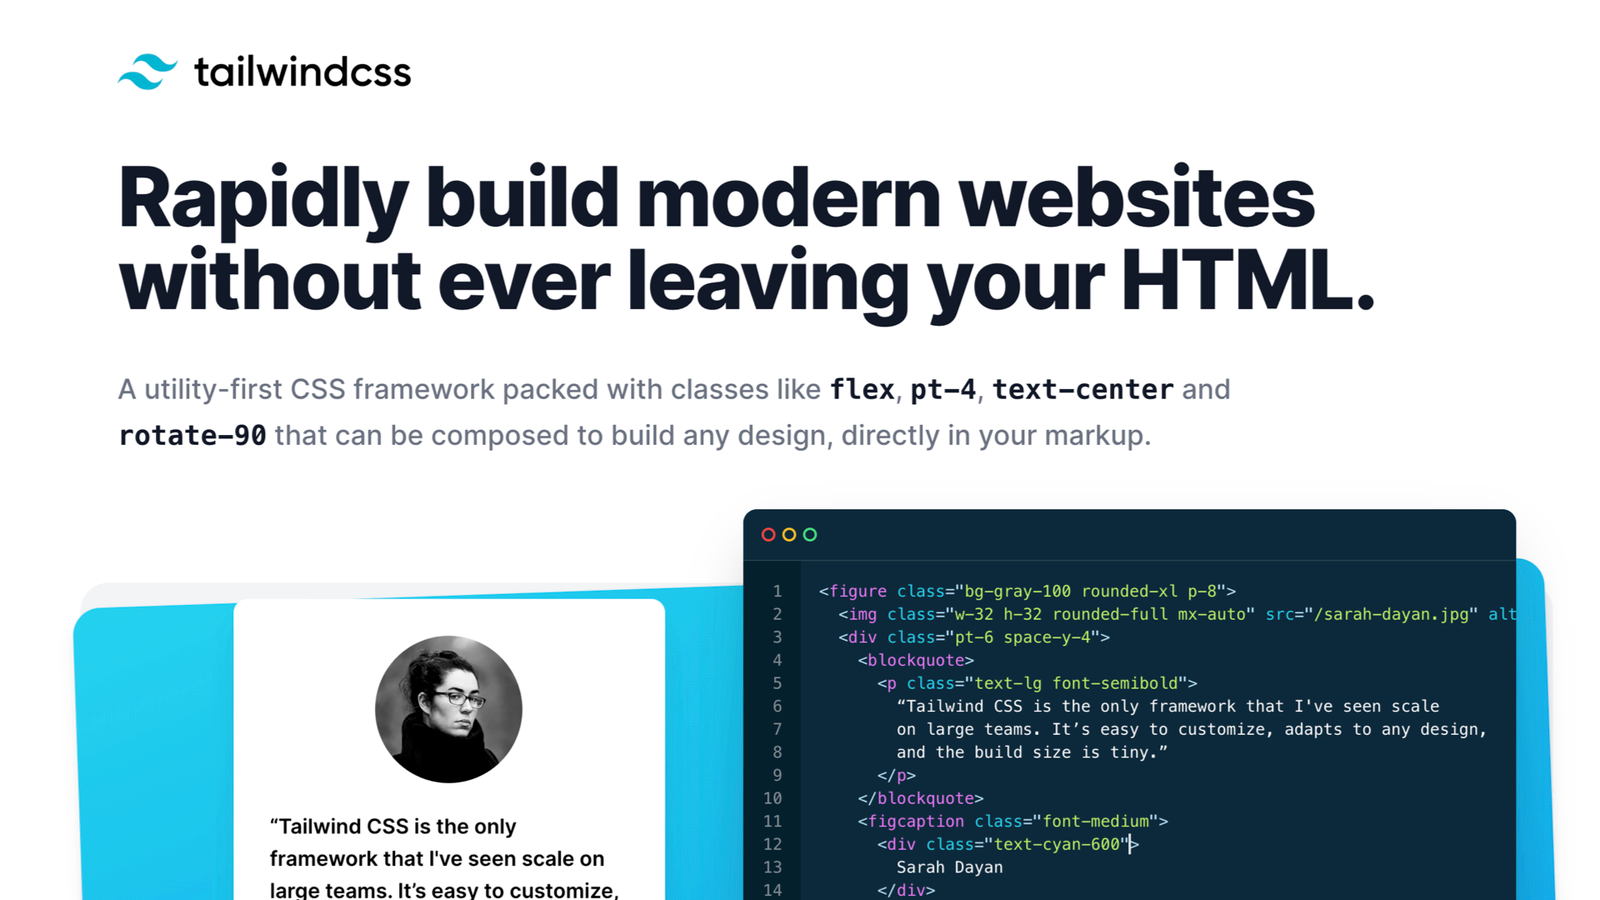 tailwindcss
Rapidly build modern websites
without ever leaving your HTML.
A utility-first CSS framework packed with classes like flex, pt-4, text-center and
rotate-90 that can be composed to build any design, directly in your markup.
“Tailwind CSS is the only
framework that I've seen scale on
large teams. It’s easy to customize,
1 <figure class="bg-gray-100 rounded-xl p-8">
2 <img class="w-32 h-32 rounded-full mx-auto" src="/sarah-dayan.jpg" alt
3 <div class="pt-6 space-y-4">
4 <blockquote>
5 <p class="text-lg font-semibold">
6 “Tailwind CSS is the only framework that I've seen scale
7 on large teams. It’s easy to customize, adapts to any design,
8 and the build size is tiny.”
9 </p>
10 </blockquote>
11 <figcaption class="font-medium">
12 <div class="text-cyan-600">
13 Sarah Dayan
14 </div>